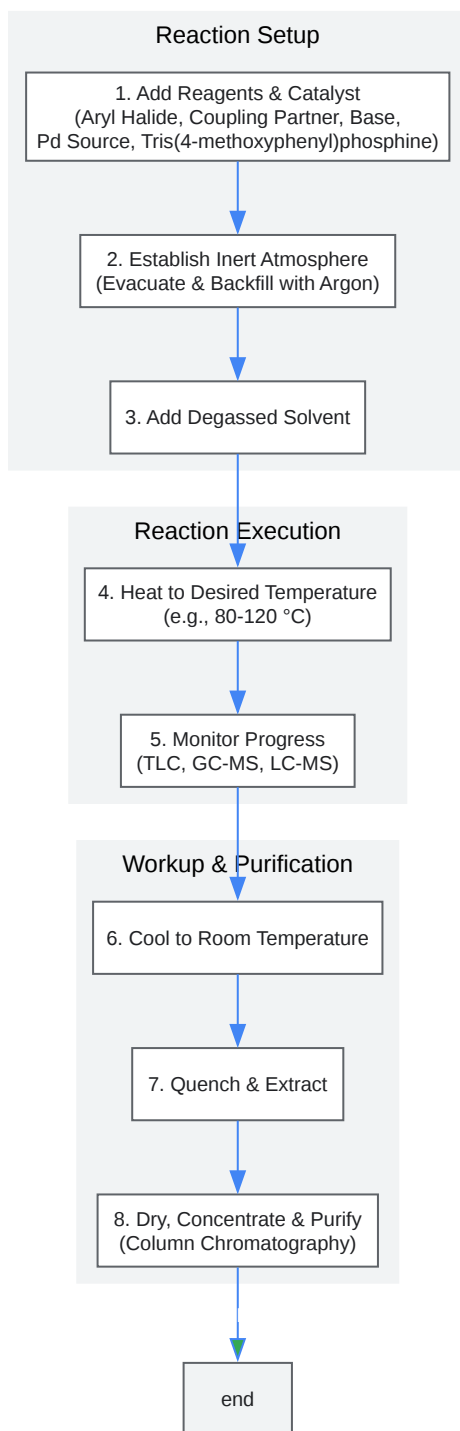 Reaction Setup
1. Add Reagents & Catalyst
(Aryl Halide, Coupling Partner, Base,
Pd Source, Tris(4-methoxyphenyl)phosphine)
2. Establish Inert Atmosphere
(Evacuate & Backfill with Argon)
3. Add Degassed Solvent
Reaction Execution
4. Heat to Desired Temperature
(e.g., 80-120 °C)
5. Monitor Progress
(TLC, GC-MS, LC-MS)
Workup & Purification
6. Cool to Room Temperature
7. Quench & Extract
8. Dry, Concentrate & Purify
(Column Chromatography)
end